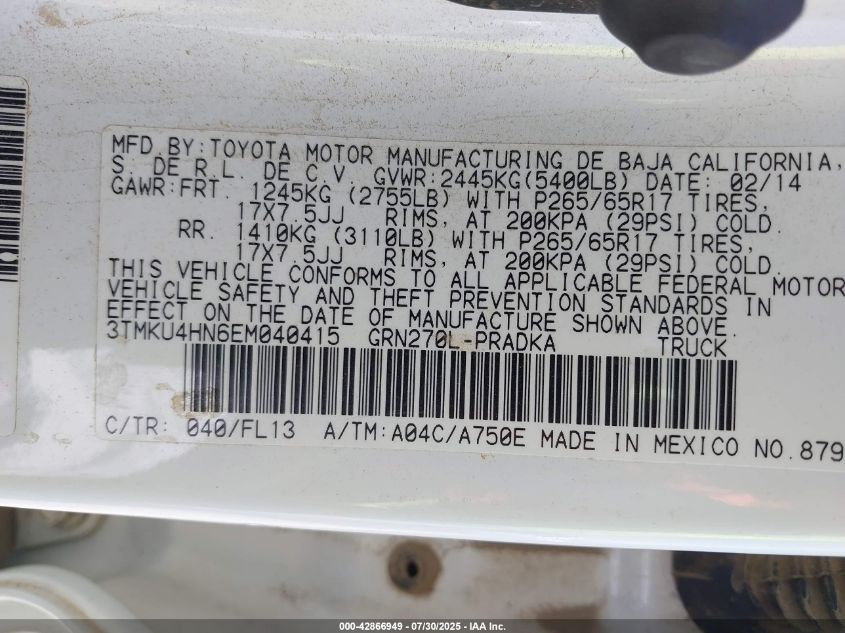 MFD BY:TOYOTA MOTOR MANUFACTURING DE BAJA CALIFORNIA,
S. DE R.L. DE C.V. GVWR:2445KG(5400LB) DATE: 02/14
GAWR:FRT. 1245KG (2755LB) WITH P265/65R17 TIRES,
17X7.5JJ RIMS, AT 200KPA (29PSI) COLD.
RR. 1410KG (3110LB) WITH P265/65R17 TIRES,
17X7.5JJ RIMS, AT 200KPA (29PSI) COLD.
THIS VEHICLE CONFORMS TO ALL APPLICABLE FEDERAL MOTOR
VEHICLE SAFETY AND THEFT PREVENTION STANDARDS IN
EFFECT ON THE DATE OF MANUFACTURE SHOWN ABOVE.
3TMKU4HN6EM040415 GRN270L-PRADKA TRUCK
C/TR: 040/FL13 A/TM:A04C/A750E MADE IN MEXICO NO.879
000-42866949 - 07/30/2025 - IAA Inc.